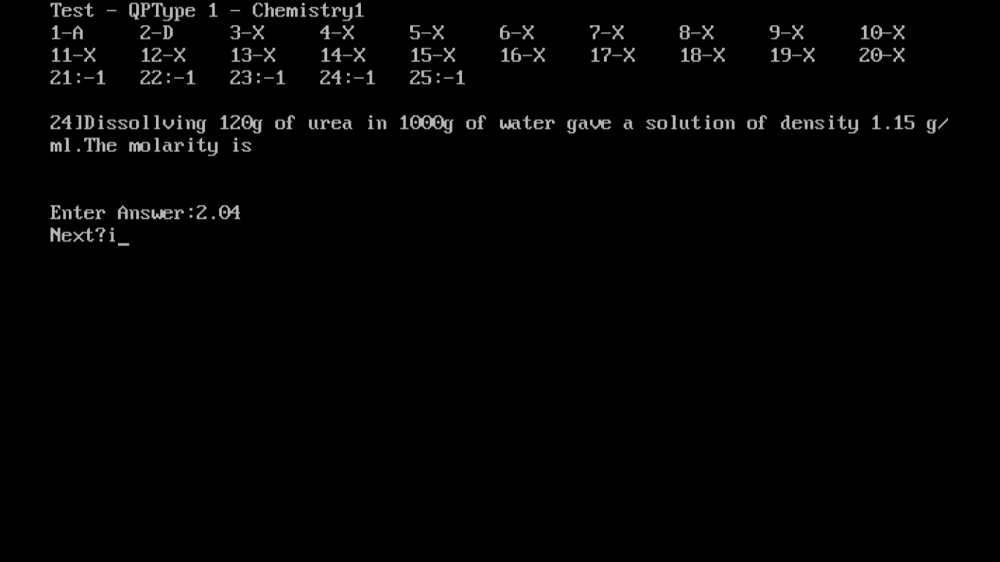 Test - QPType 1 - Chemistry1
1-A 2-D 3-X 4-X 5-X 6-X 7-X 8-X 9-X 10-X
11-X 12-X 13-X 14-X 15-X 16-X 17-X 18-X 19-X 20-X
21:-1 22:-1 23:-1 24:-1 25:-1
24]Dissollving 120g of urea in 1000g of water gave a solution of density 1.15 g/
ml.The molarity is
Enter Answer:2.04
Next?i_